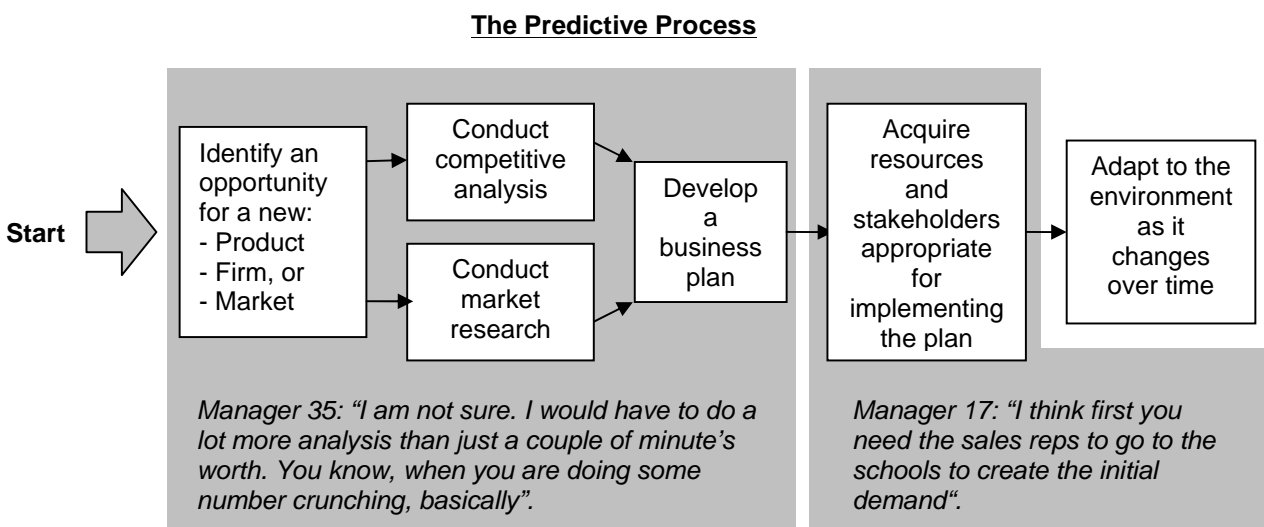 The Predictive Process
Start
Identify an
opportunity
for a new:
- Product
- Firm, or
- Market
Conduct
competitive
analysis
Conduct
market
research
Develop
a
business
plan
Acquire
resources
and
stakeholders
appropriate
for
implementing
the plan
Adapt to the
environment
as it
changes
over time
Manager 35: “I am not sure. I would have to do a
lot more analysis than just a couple of minute’s
worth. You know, when you are doing some
number crunching, basically”.
Manager 17: “I think first you
need the sales reps to go to the
schools to create the initial
demand“.